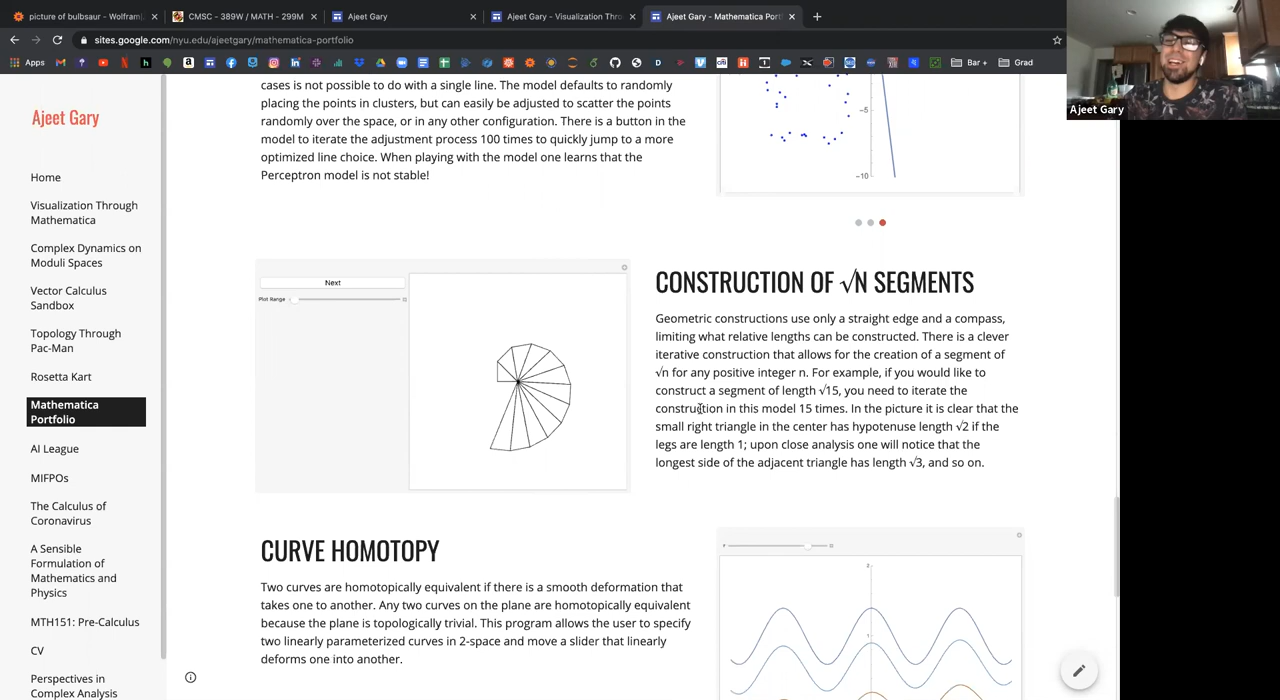 picture of bulbsaur - Wolfram|
CMSC - 389W / MATH - 299M
Ajeet Gary
Ajeet Gary - Visualization Thro
Ajeet Gary - Mathematica Port
sites.google.com/nyu.edu/ajeetgary/mathematica-portfolio
Apps
Bar +
Grad
Ajeet Gary
Ajeet Gary
Home
Visualization Through
Mathematica
Complex Dynamics on
Moduli Spaces
Vector Calculus
Sandbox
Topology Through
Pac-Man
Rosetta Kart
Mathematica
Portfolio
AI League
MIFPOs
The Calculus of
Coronavirus
A Sensible
Formulation of
Mathematics and
Physics
MTH151: Pre-Calculus
CV
Perspectives in
Complex Analysis
cases is not possible to do with a single line. The model defaults to randomly
placing the points in clusters, but can easily be adjusted to scatter the points
randomly over the space, or in any other configuration. There is a button in the
model to iterate the adjustment process 100 times to quickly jump to a more
optimized line choice. When playing with the model one learns that the
Perceptron model is not stable!
-5
-10
Next
Plot Range
CONSTRUCTION OF √N SEGMENTS
Geometric constructions use only a straight edge and a compass,
limiting what relative lengths can be constructed. There is a clever
iterative construction that allows for the creation of a segment of
√n for any positive integer n. For example, if you would like to
construct a segment of length √15, you need to iterate the
construction in this model 15 times. In the picture it is clear that the
small right triangle in the center has hypotenuse length √2 if the
legs are length 1; upon close analysis one will notice that the
longest side of the adjacent triangle has length √3, and so on.
CURVE HOMOTOPY
Two curves are homotopically equivalent if there is a smooth deformation that
takes one to another. Any two curves on the plane are homotopically equivalent
because the plane is topologically trivial. This program allows the user to specify
two linearly parameterized curves in 2-space and move a slider that linearly
deforms one into another.
2
1